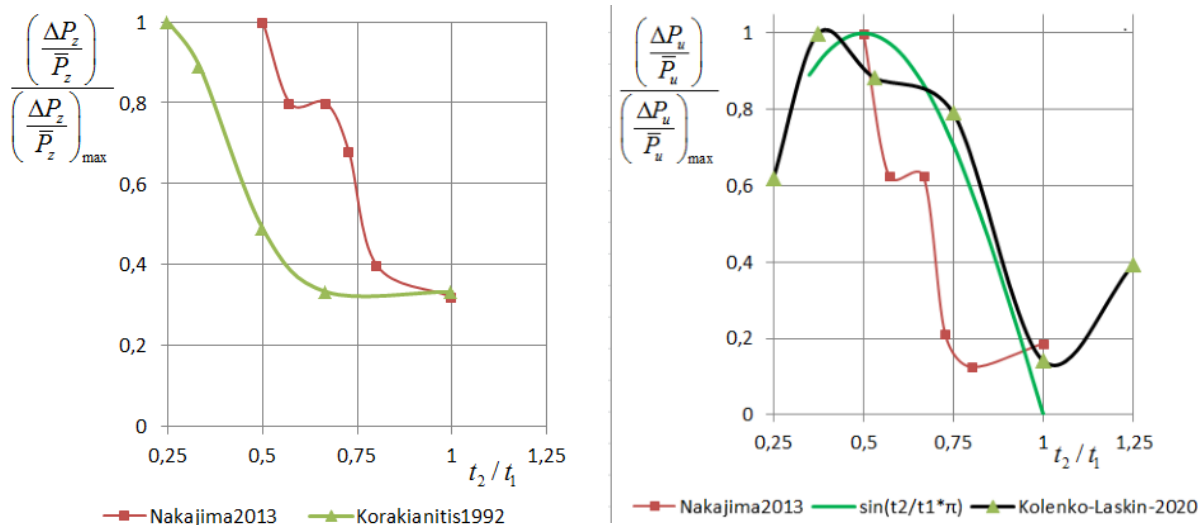 (ΔP_z / P̄_z)
(ΔP_z / P̄_z)_max
1
0,8
0,6
0,4
0,2
0
0,25 0,5 0,75 1 1,25
t_2 / t_1
Nakajima2013 Korakianitis1992
(ΔP_u / P̄_u)
(ΔP_u / P̄_u)_max
1
0,8
0,6
0,4
0,2
0
0,25 0,5 0,75 1 1,25
t_2 / t_1
Nakajima2013 sin(t2/t1*π) Kolenko-Laskin-2020